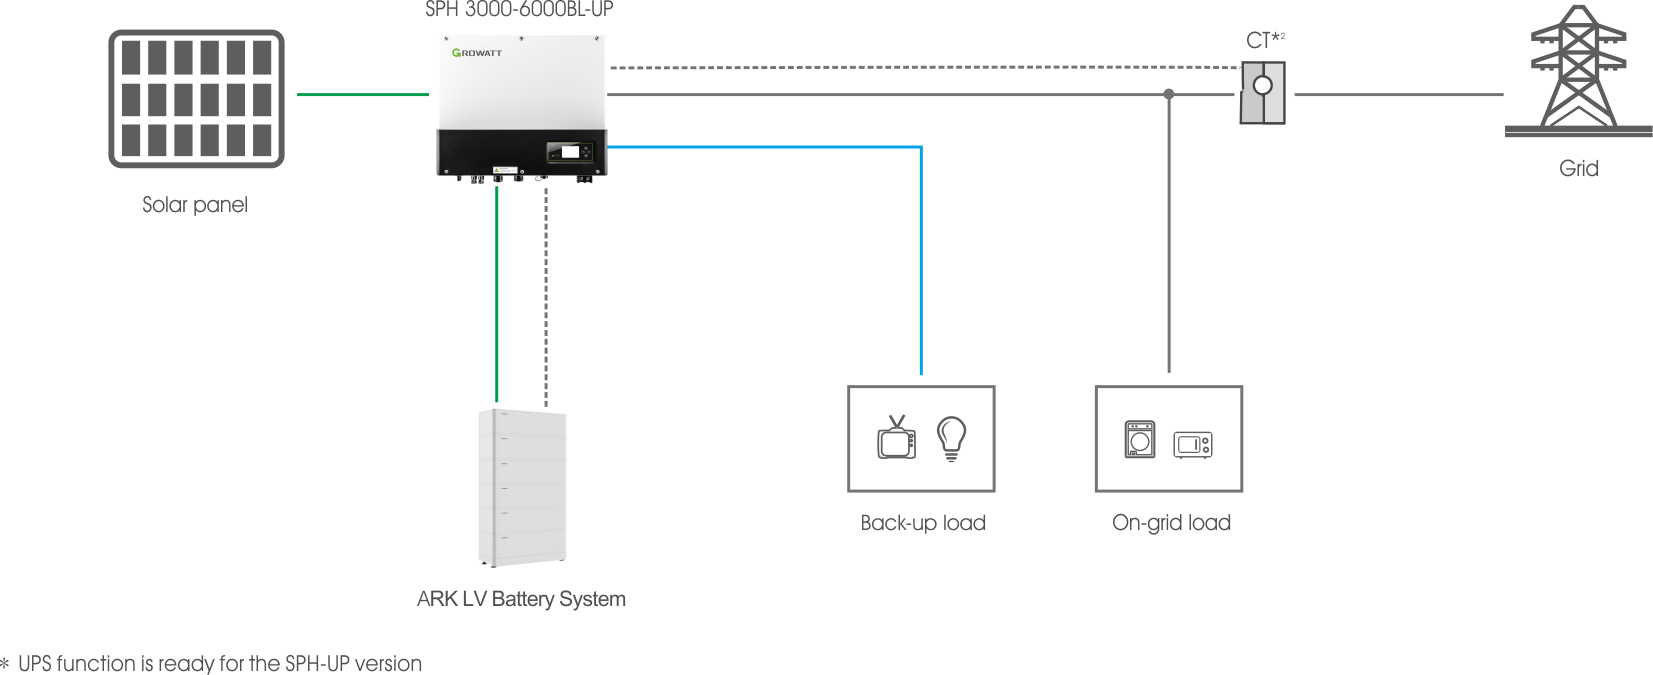 SPH 3000-6000BL-UP
GROWATT
CT*2
Solar panel
Grid
Back-up load
On-grid load
ARK LV Battery System
* UPS function is ready for the SPH-UP version